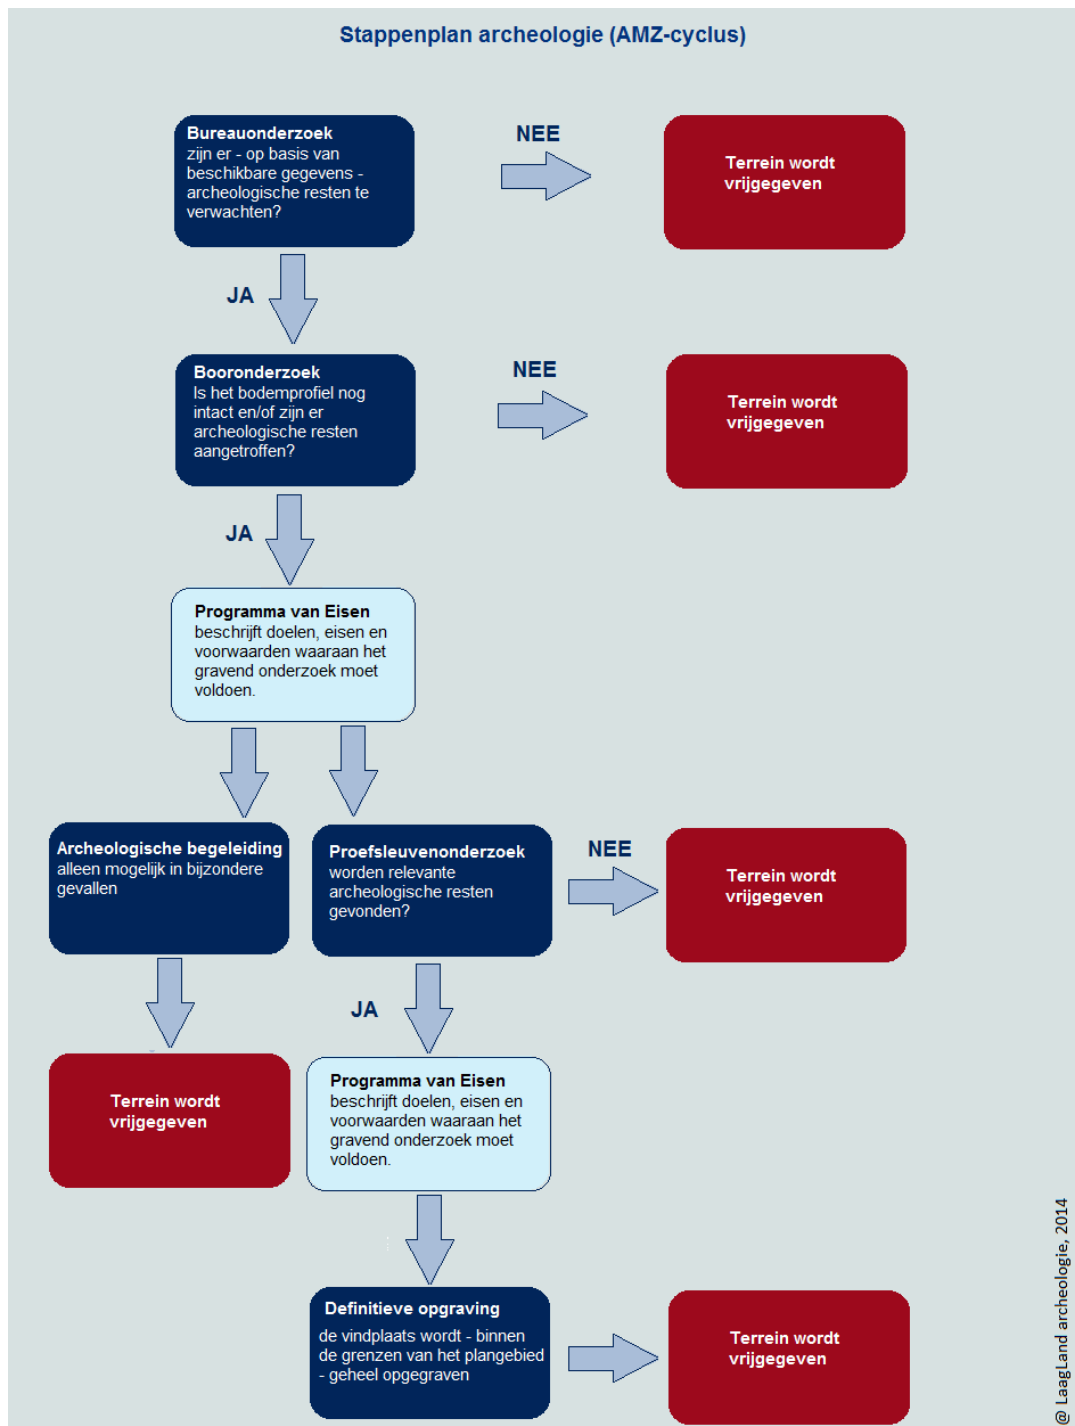 Stappenplan archeologie (AMZ-cyclus)
Bureauonderzoek
zijn er - op basis van
beschikbare gegevens -
archeologische resten te
verwachten?
NEE
Terrein wordt
vrijgegeven
JA
Booronderzoek
Is het bodemprofiel nog
intact en/of zijn er
archeologische resten
aangetroffen?
NEE
Terrein wordt
vrijgegeven
JA
Programma van Eisen
beschrijft doelen, eisen en
voorwaarden waaraan het
gravend onderzoek moet
voldoen.
Archeologische begeleiding
alleen mogelijk in bijzondere
gevallen
Proefsleuvenonderzoek
worden relevante
archeologische resten
gevonden?
NEE
Terrein wordt
vrijgegeven
JA
Terrein wordt
vrijgegeven
Programma van Eisen
beschrijft doelen, eisen en
voorwaarden waaraan het
gravend onderzoek moet
voldoen.
Definitieve opgraving
de vindplaats wordt - binnen
de grenzen van het plangebied
- geheel opgegraven
Terrein wordt
vrijgegeven
@ LaagLand archeologie, 2014